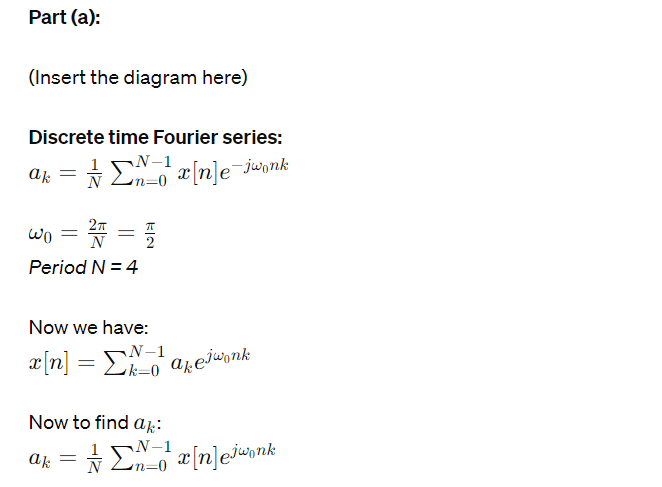 Part (a):
(Insert the diagram here)
Discrete time Fourier series:
$a_k = \frac{1}{N} \sum_{n=0}^{N-1} x[n]e^{-j\omega_0 nk}$
$\omega_0 = \frac{2\pi}{N} = \frac{\pi}{2}$
Period N = 4
Now we have:
$x[n] = \sum_{k=0}^{N-1} a_k e^{j\omega_0 nk}$
Now to find $a_k$:
$a_k = \frac{1}{N} \sum_{n=0}^{N-1} x[n]e^{j\omega_0 nk}$